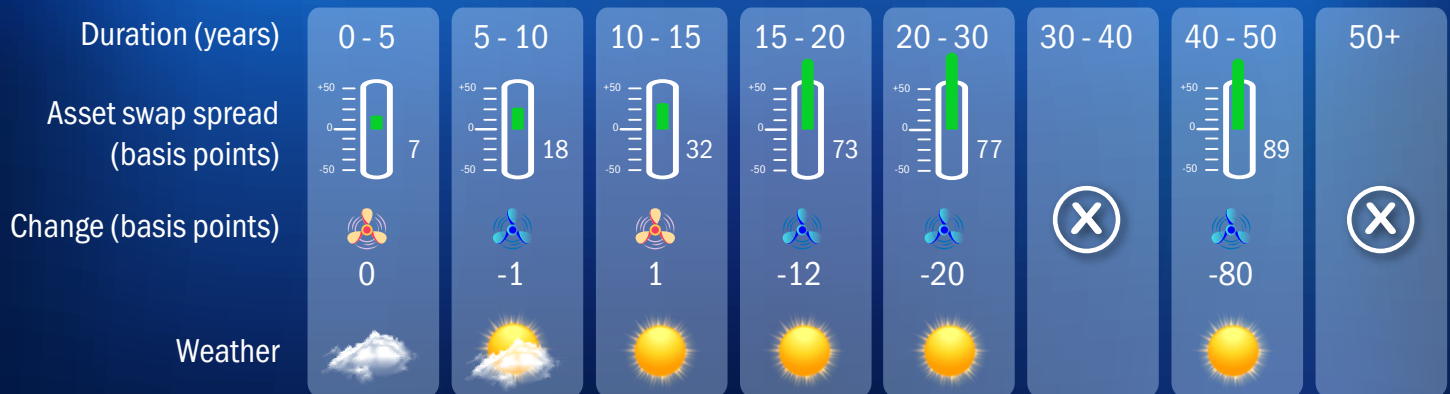 Duration (years) 0 - 5 5 - 10 10 - 15 15 - 20 20 - 30 30 - 40 40 - 50 50+
+50 +50 +50 +50 +50 +50
Asset swap spread
0 0 0 0 0 0
(basis points) 7 18 32 73 77 89
-50 -50 -50 -50 -50 -50
X X
Change (basis points)
0 -1 1 -12 -20 -80
Weather